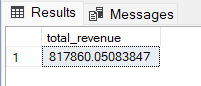 Results Messages
total_revenue
1 817860.05083847